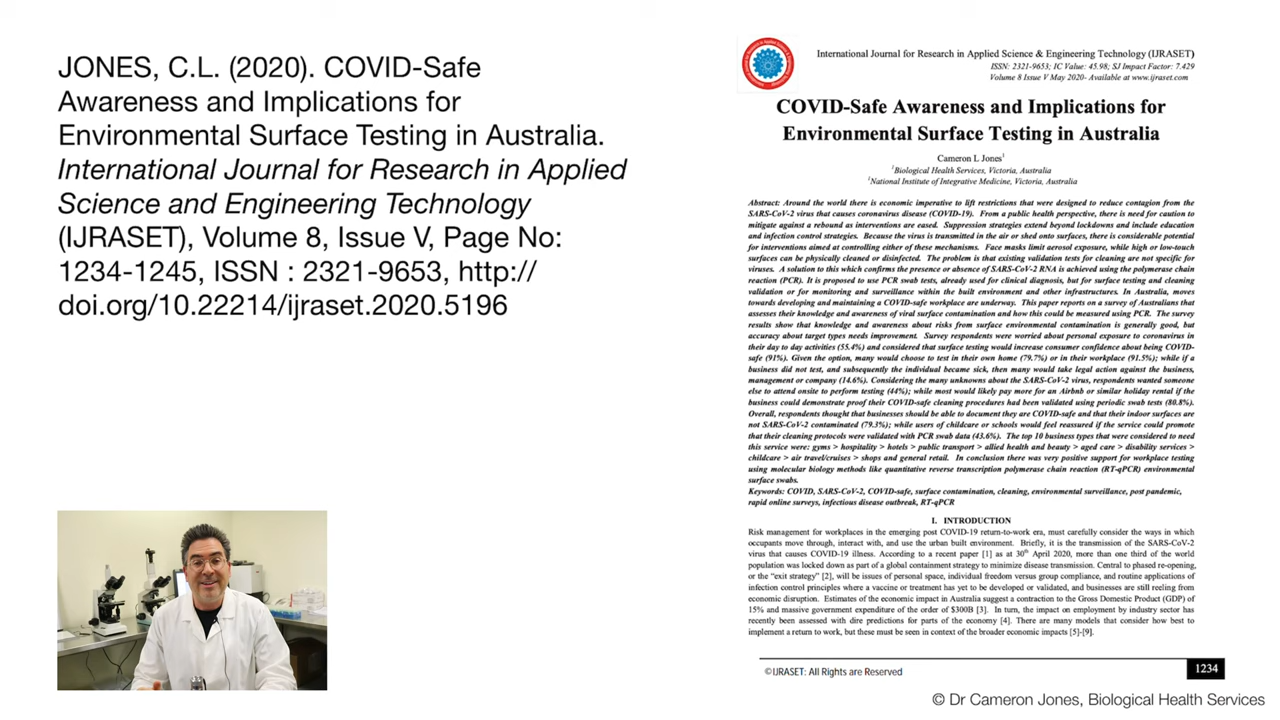 JONES, C.L. (2020). COVID-Safe
Awareness and Implications for
Environmental Surface Testing in Australia.
International Journal for Research in Applied
Science and Engineering Technology
(IJRASET), Volume 8, Issue V, Page No:
1234-1245, ISSN : 2321-9653, http://
doi.org/10.22214/ijraset.2020.5196
International Journal for Research in Applied Science & Engineering Technology (IJRASET)
ISSN: 2321-9653; IC Value: 45.98; SJ Impact Factor: 7.429
Volume 8 Issue V May 2020- Available at www.ijraset.com
COVID-Safe Awareness and Implications for
Environmental Surface Testing in Australia
Cameron L Jones1
1Biological Health Services, Victoria, Australia
1National Institute of Integrative Medicine, Victoria, Australia
Abstract: Around the world there is economic imperative to lift restrictions that were designed to reduce contagion from the
SARS-CoV-2 virus that causes coronavirus disease (COVID-19). From a public health perspective, there is need for caution to
mitigate against a rebound as interventions are eased. Suppression strategies extend beyond lockdowns and include education
and infection control strategies. Because the virus is transmitted in the air or shed onto surfaces, there is considerable potential
for interventions aimed at controlling either of these mechanisms. Face masks limit aerosol exposure, while high or low-touch
surfaces can be physically cleaned or disinfected. The problem is that existing validation tests for cleaning are not specific for
viruses. A solution to this which confirms the presence or absence of SARS-CoV-2 RNA is achieved using the polymerase chain
reaction (PCR). It is proposed to use PCR swab tests, already used for clinical diagnosis, but for surface testing and cleaning
validation or for monitoring and surveillance within the built environment and other infrastructures. In Australia, moves
towards developing and maintaining a COVID-safe workplace are underway. This paper reports on a survey of Australians that
assesses their knowledge and awareness of viral surface contamination and how this could be measured using PCR. The survey
results show that knowledge and awareness about risks from surface environmental contamination is generally good, but
accuracy about target types needs improvement. Survey respondents were worried about personal exposure to coronavirus in
their day to day activities (55.4%) and considered that surface testing would increase consumer confidence about being COVID-
safe (91%). Given the option, many would choose to test in their own home (79.7%) or in their workplace (91.5%); while if a
business did not test, and subsequently the individual became sick, then many would take legal action against the business,
management or company (14.6%). Considering the many unknowns about the SARS-CoV-2 virus, respondents wanted someone
else to attend onsite to perform testing (44%); while most would likely pay more for an Airbnb or similar holiday rental if the
business could demonstrate proof their COVID-safe cleaning procedures had been validated using periodic swab tests (80.8%).
Overall, respondents thought that businesses should be able to document they are COVID-safe and that their indoor surfaces are
not SARS-CoV-2 contaminated (79.3%); while users of childcare or schools would feel reassured if the service could promote
that their cleaning protocols were validated with PCR swab data (43.6%). The top 10 business types that were considered to need
this service were: gyms > hospitality > hotels > public transport > allied health and beauty > aged care > disability services >
childcare > air travel/cruises > shops and general retail. In conclusion there was very positive support for workplace testing
using molecular biology methods like quantitative reverse transcription polymerase chain reaction (RT-qPCR) environmental
surface swabs.
Keywords: COVID, SARS-CoV-2, COVID-safe, surface contamination, cleaning, environmental surveillance, post pandemic,
rapid online surveys, infectious disease outbreak, RT-qPCR
I. INTRODUCTION
Risk management for workplaces in the emerging post COVID-19 return-to-work era, must carefully consider the ways in which
occupants move through, interact with, and use the urban built environment. Briefly, it is the transmission of the SARS-CoV-2
virus that causes COVID-19 illness. According to a recent paper [1] as at 30th April 2020, more than one third of the world
population was locked down as part of a global containment strategy to minimize disease transmission. Central to phased re-opening,
or the "exit strategy" [2], will be issues of personal space, individual freedom versus group compliance, and routine applications of
infection control principles where a vaccine or treatment has yet to be developed or validated, and businesses are still reeling from
economic disruption. Estimates of the economic impact in Australia suggest a contraction to the Gross Domestic Product (GDP) of
15% and massive government expenditure of the order of $300B [3]. In turn, the impact on employment by industry sector has
recently been assessed with dire predictions for parts of the economy [4]. There are many models that consider how best to
implement a return to work, but these must be seen in context of the broader economic impacts [5]-[9].
©IJRASET: All Rights are Reserved
1234
© Dr Cameron Jones, Biological Health Services